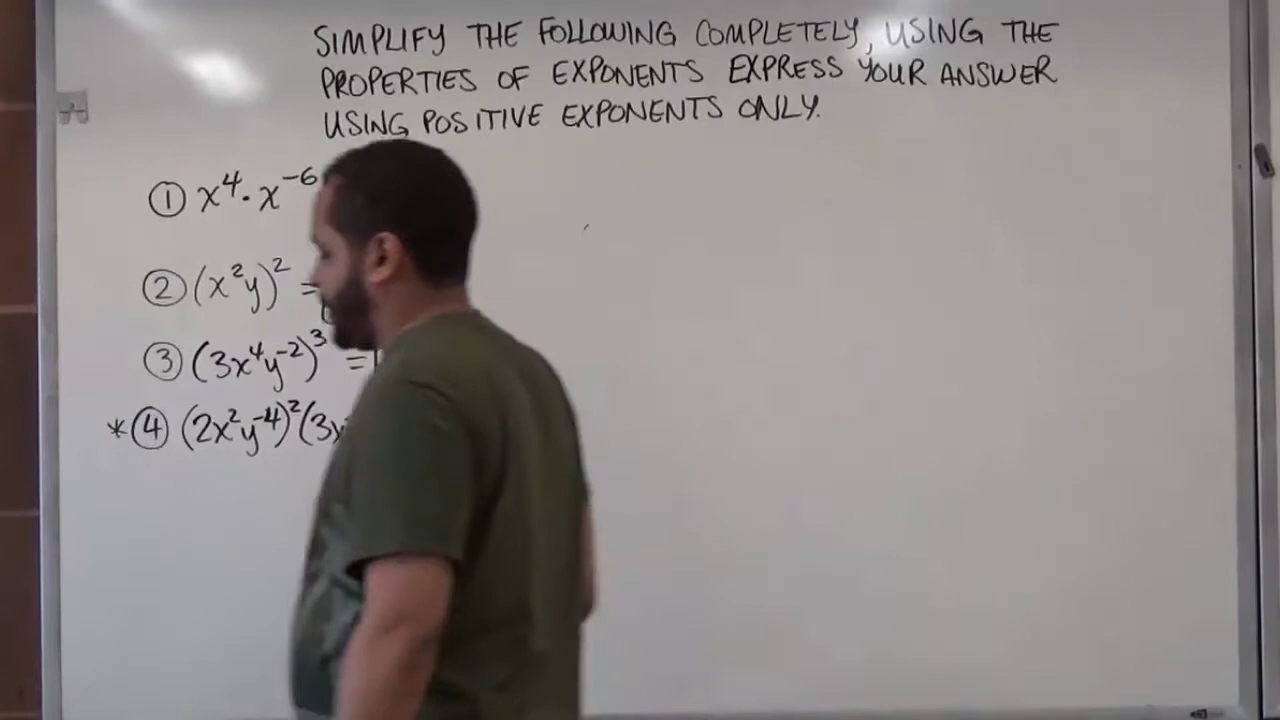 SIMPLIFY THE FOLLOWING COMPLETELY, USING THE
PROPERTIES OF EXPONENTS EXPRESS YOUR ANSWER
USING POSITIVE EXPONENTS ONLY.
① x⁴·x⁻⁶
② (x²y)² =
③ (3x⁴y⁻²)³ =
*④ (2x²y⁻⁴)²(3